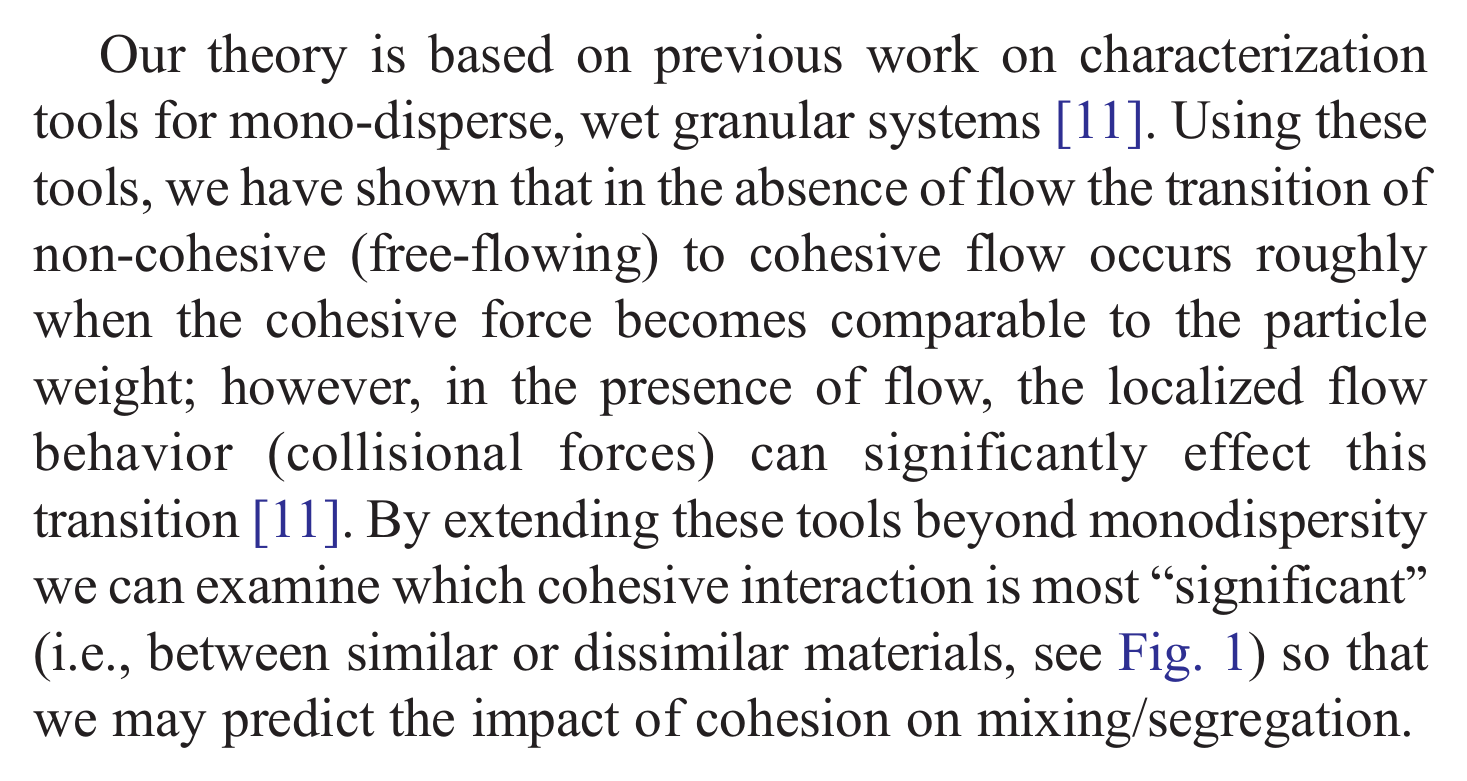 Our theory is based on previous work on characterization
tools for mono-disperse, wet granular systems [11]. Using these
tools, we have shown that in the absence of flow the transition of
non-cohesive (free-flowing) to cohesive flow occurs roughly
when the cohesive force becomes comparable to the particle
weight; however, in the presence of flow, the localized flow
behavior (collisional forces) can significantly effect this
transition [11]. By extending these tools beyond monodispersity
we can examine which cohesive interaction is most “significant”
(i.e., between similar or dissimilar materials, see Fig. 1) so that
we may predict the impact of cohesion on mixing/segregation.